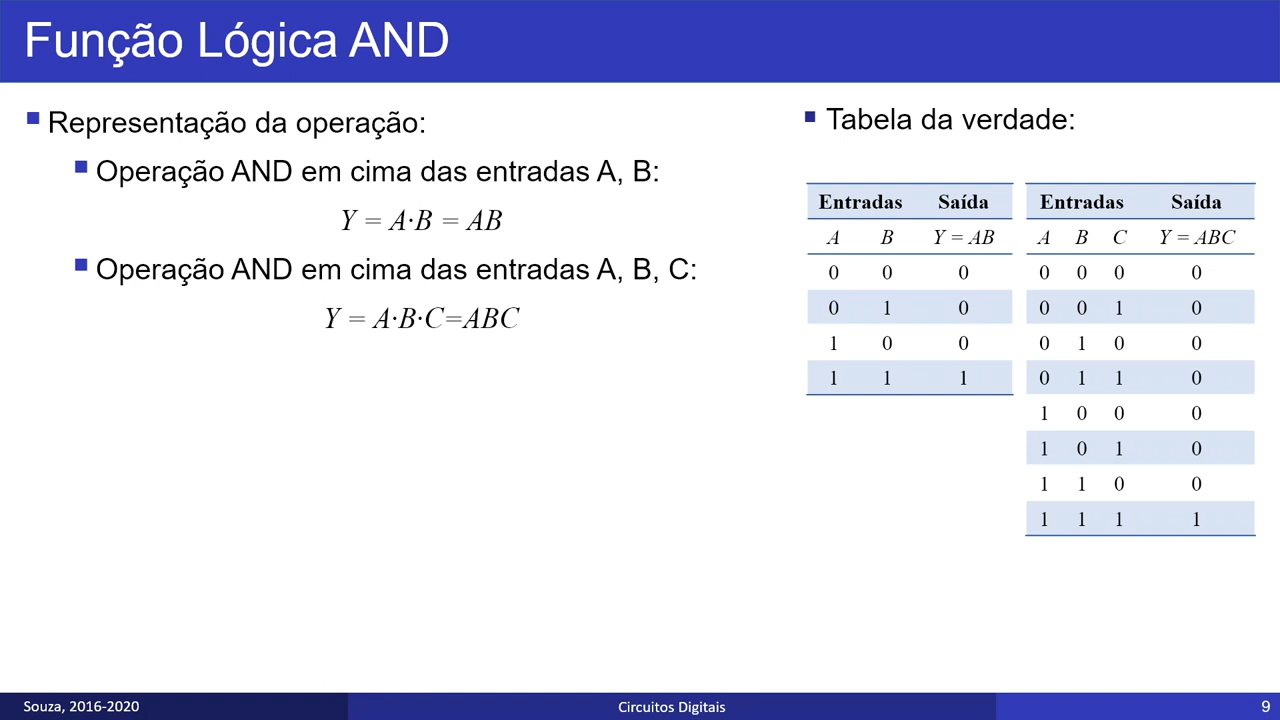 Função Lógica AND
Representação da operação:
Operação AND em cima das entradas A, B:
Y = A·B = AB
Operação AND em cima das entradas A, B, C:
Y = A·B·C=ABC
Tabela da verdade:
Entradas Saída
A B Y = AB
0 0 0
0 1 0
1 0 0
1 1 1
Entradas Saída
A B C Y = ABC
0 0 0 0
0 0 1 0
0 1 0 0
0 1 1 0
1 0 0 0
1 0 1 0
1 1 0 0
1 1 1 1
Souza, 2016-2020
Circuitos Digitais
9